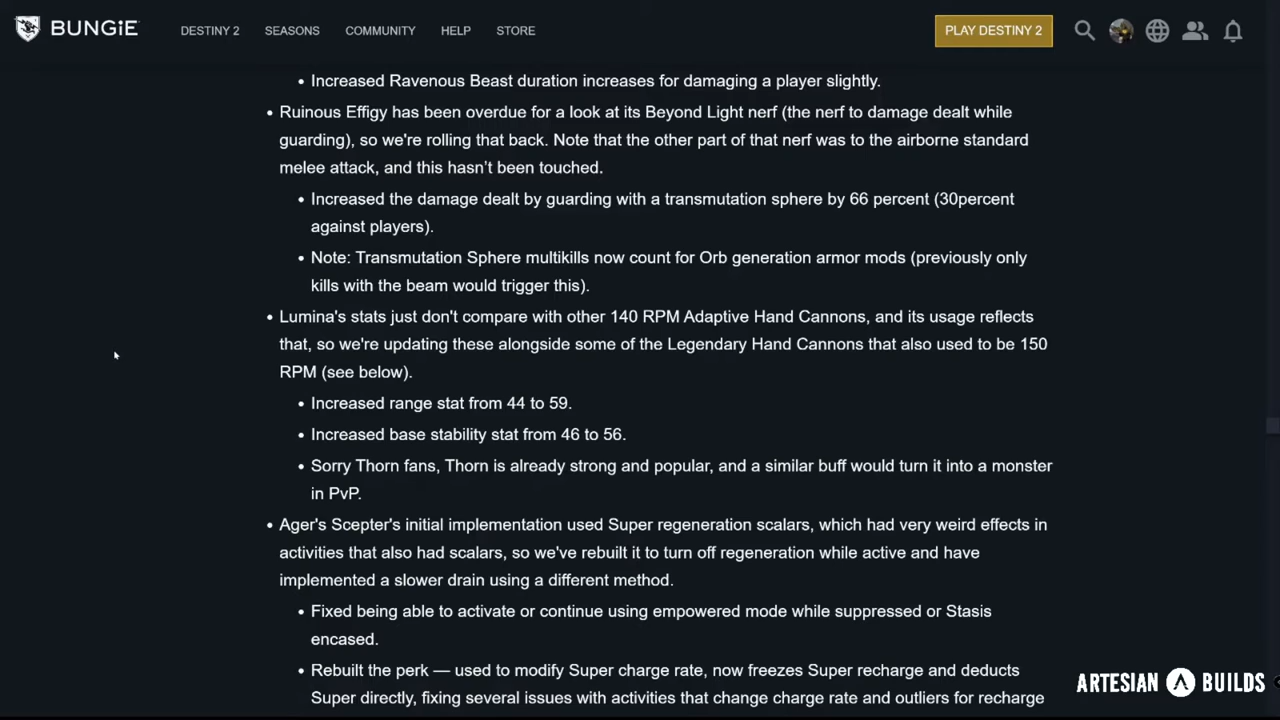 BUNGiE
DESTINY 2
SEASONS
COMMUNITY
HELP
STORE
PLAY DESTINY 2
• Increased Ravenous Beast duration increases for damaging a player slightly.
• Ruinous Effigy has been overdue for a look at its Beyond Light nerf (the nerf to damage dealt while
guarding), so we're rolling that back. Note that the other part of that nerf was to the airborne standard
melee attack, and this hasn’t been touched.
• Increased the damage dealt by guarding with a transmutation sphere by 66 percent (30percent
against players).
• Note: Transmutation Sphere multikills now count for Orb generation armor mods (previously only
kills with the beam would trigger this).
• Lumina's stats just don't compare with other 140 RPM Adaptive Hand Cannons, and its usage reflects
that, so we're updating these alongside some of the Legendary Hand Cannons that also used to be 150
RPM (see below).
• Increased range stat from 44 to 59.
• Increased base stability stat from 46 to 56.
• Sorry Thorn fans, Thorn is already strong and popular, and a similar buff would turn it into a monster
in PvP.
• Ager's Scepter's initial implementation used Super regeneration scalars, which had very weird effects in
activities that also had scalars, so we've rebuilt it to turn off regeneration while active and have
implemented a slower drain using a different method.
• Fixed being able to activate or continue using empowered mode while suppressed or Stasis
encased.
• Rebuilt the perk — used to modify Super charge rate, now freezes Super recharge and deducts
Super directly, fixing several issues with activities that change charge rate and outliers for recharge
ARTESIAN BUILDS